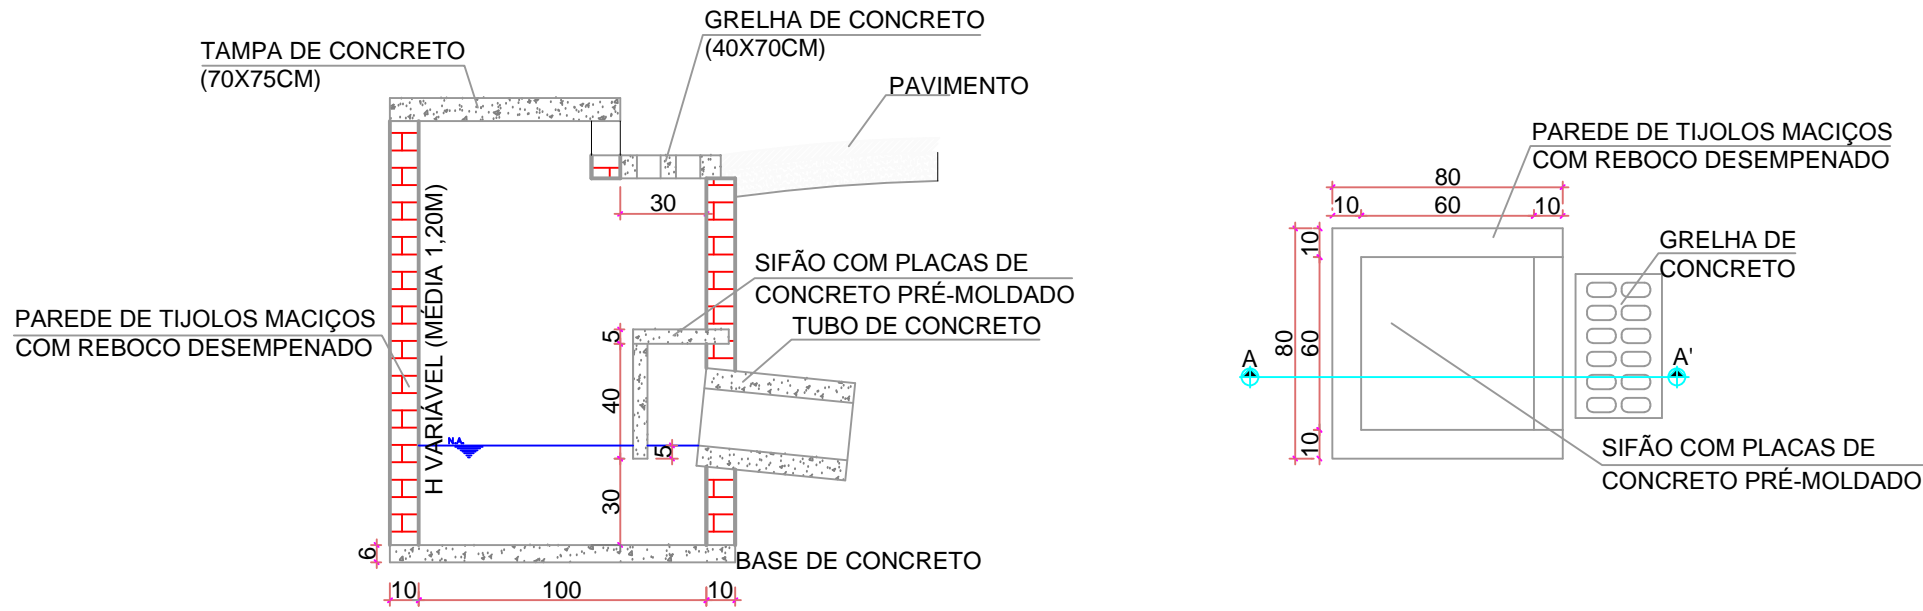 GRELHA DE CONCRETO
(40X70CM)
TAMPA DE CONCRETO
(70X75CM)
PAVIMENTO
30
H VARIÁVEL (MÉDIA 1,20M)
SIFÃO COM PLACAS DE
CONCRETO PRÉ-MOLDADO
TUBO DE CONCRETO
PAREDE DE TIJOLOS MACIÇOS
COM REBOCO DESEMPENADO
5
40
N.A.
5
30
6
BASE DE CONCRETO
10
100
10
PAREDE DE TIJOLOS MACIÇOS
COM REBOCO DESEMPENADO
80
10
60
10
GRELHA DE
CONCRETO
10
80
60
10
A
A'
SIFÃO COM PLACAS DE
CONCRETO PRÉ-MOLDADO